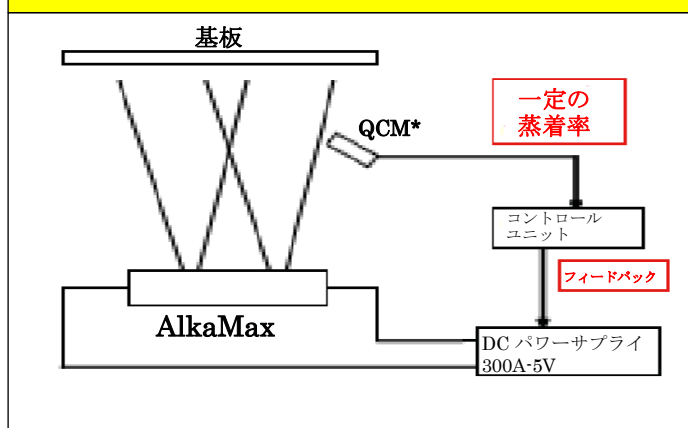 基板
QCM*
一定の
蒸着率
コントロール
ユニット
フィードバック
AlkaMax
DC パワーサプライ
300A-5V